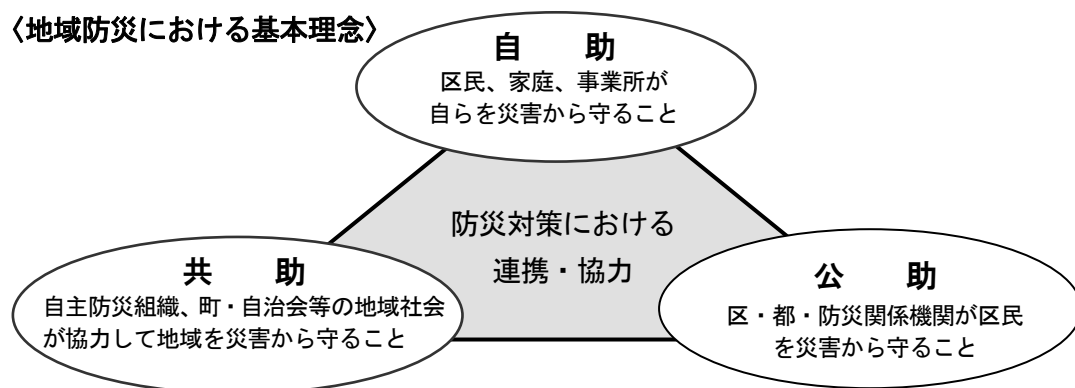 〈地域防災における基本理念〉
自　助
区民、家庭、事業所が
自らを災害から守ること
防災対策における
連携・協力
共　助
自主防災組織、町・自治会等の地域社会
が協力して地域を災害から守ること
公　助
区・都・防災関係機関が区民
を災害から守ること